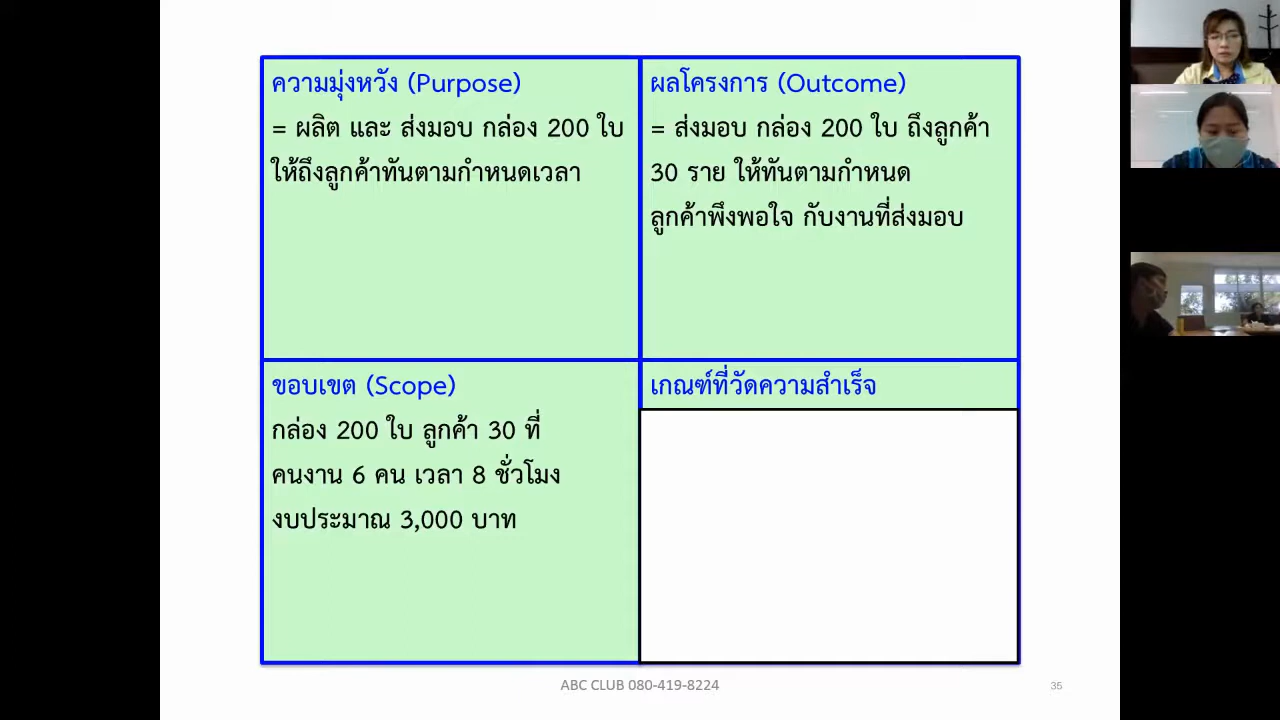 ความมุ่งหวัง (Purpose)
= ผลิต และ ส่งมอบ กล่อง 200 ใบ
ให้ถึงลูกค้าทันตามกำหนดเวลา
ผลโครงการ (Outcome)
= ส่งมอบ กล่อง 200 ใบ ถึงลูกค้า
30 ราย ให้ทันตามกำหนด
ลูกค้าพึงพอใจ กับงานที่ส่งมอบ
ขอบเขต (Scope)
กล่อง 200 ใบ ลูกค้า 30 ที่
คนงาน 6 คน เวลา 8 ชั่วโมง
งบประมาณ 3,000 บาท
เกณฑ์ที่วัดความสำเร็จ
ABC CLUB 080-419-8224
35